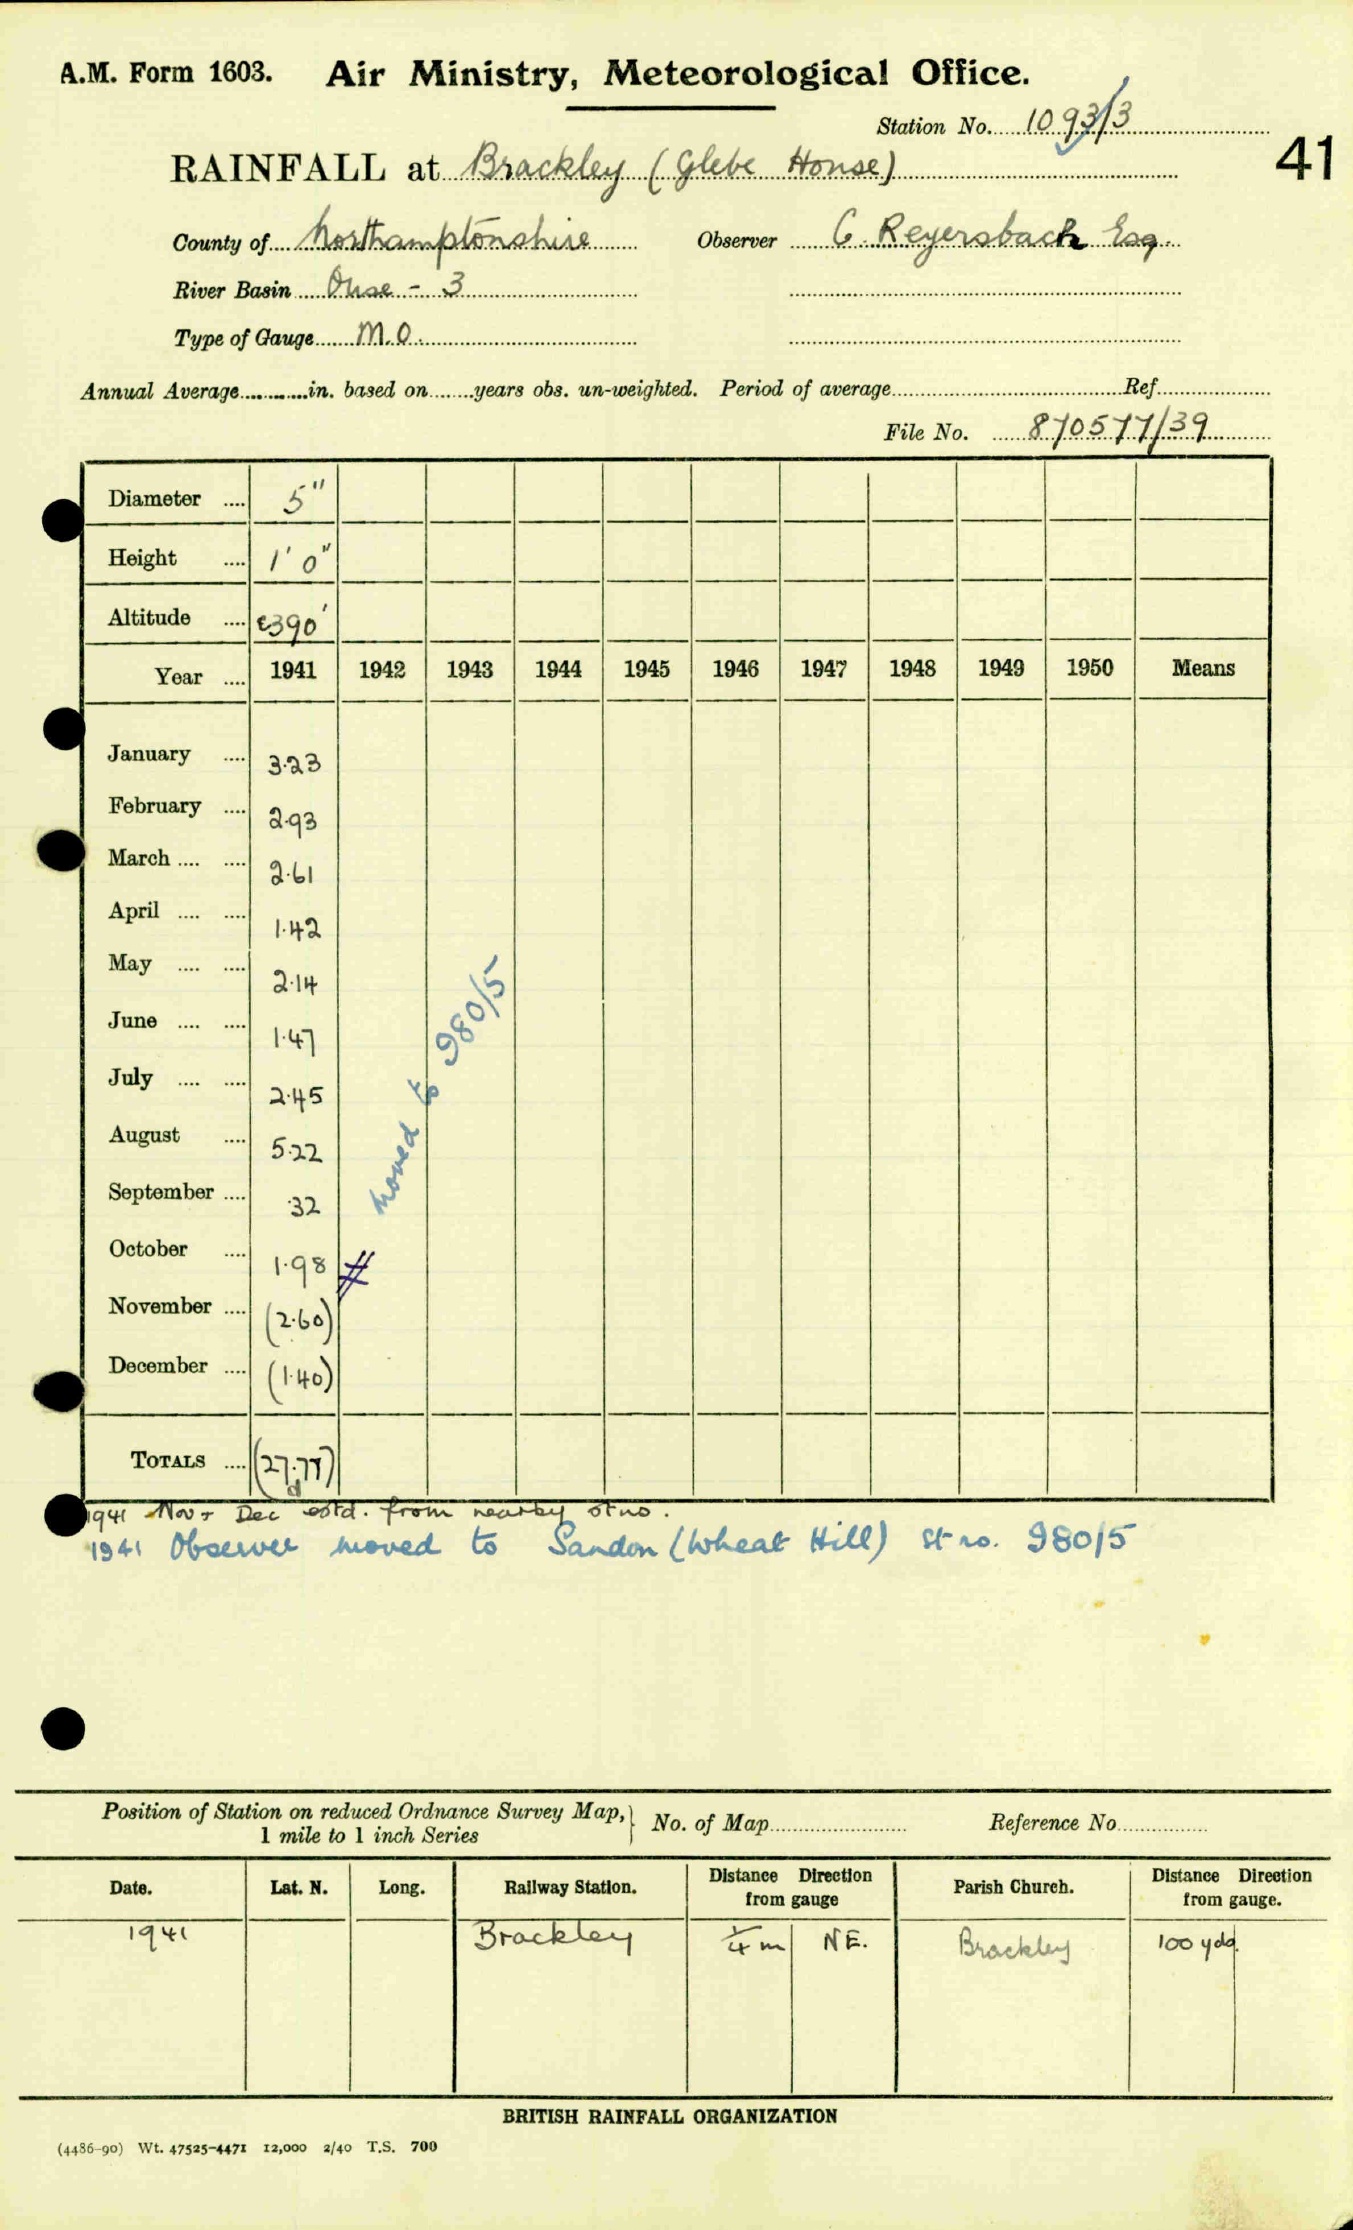 A.M. Form 1603. Air Ministry, Meteorological Office.
Station No. 1093/3
41
RAINFALL at Brackley (Glebe House)
County of Northamptonshire Observer C. Reyersbach Esq.
River Basin Ouse - 3
Type of Gauge M.O.
Annual Average in. based on years obs. un-weighted. Period of average Ref.
File No. 870577/39
Diameter 5"
Height 1' 0"
Altitude c390'
Year 1941 1942 1943 1944 1945 1946 1947 1948 1949 1950 Means
January 3.23
February 2.93
March 2.61
April 1.42
May 2.14
June 1.47
July 2.45
August 5.22
September .32
October 1.98 #
November (2.60)
December (1.40)
moved to 980/5
TOTALS (27.77)
1941 Nov + Dec estd. from nearby stns.
1941 Observer moved to Sandon (Wheat Hill) St no. 980/5
Position of Station on reduced Ordnance Survey Map, 1 mile to 1 inch Series } No. of Map Reference No
Date. Lat. N. Long. Railway Station. Distance Direction from gauge Parish Church. Distance Direction from gauge.
1941 Brackley 1/4 m NE. Brackley 100 yds.
BRITISH RAINFALL ORGANIZATION
(4486-90) Wt. 47525-4471 12,000 2/40 T.S. 700